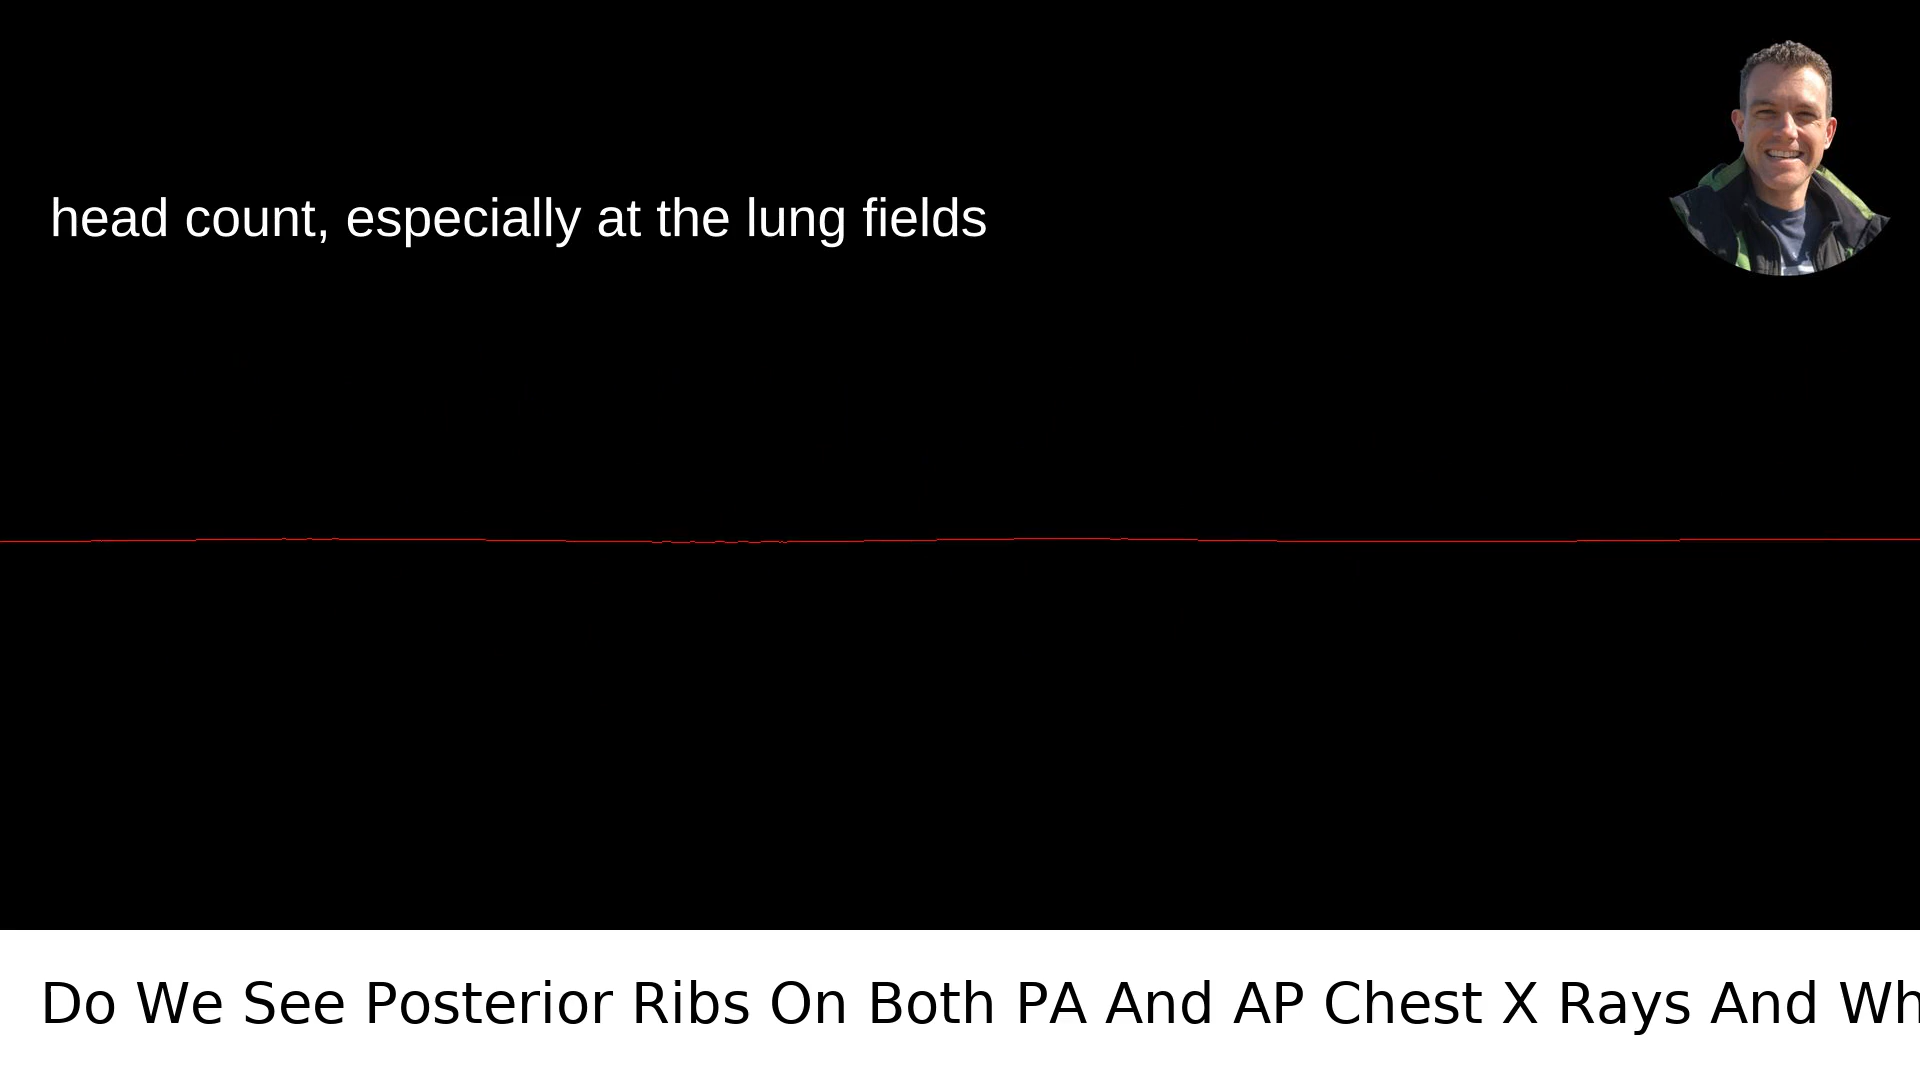 head count, especially at the lung fields
Do We See Posterior Ribs On Both PA And AP Chest X Rays And Wh